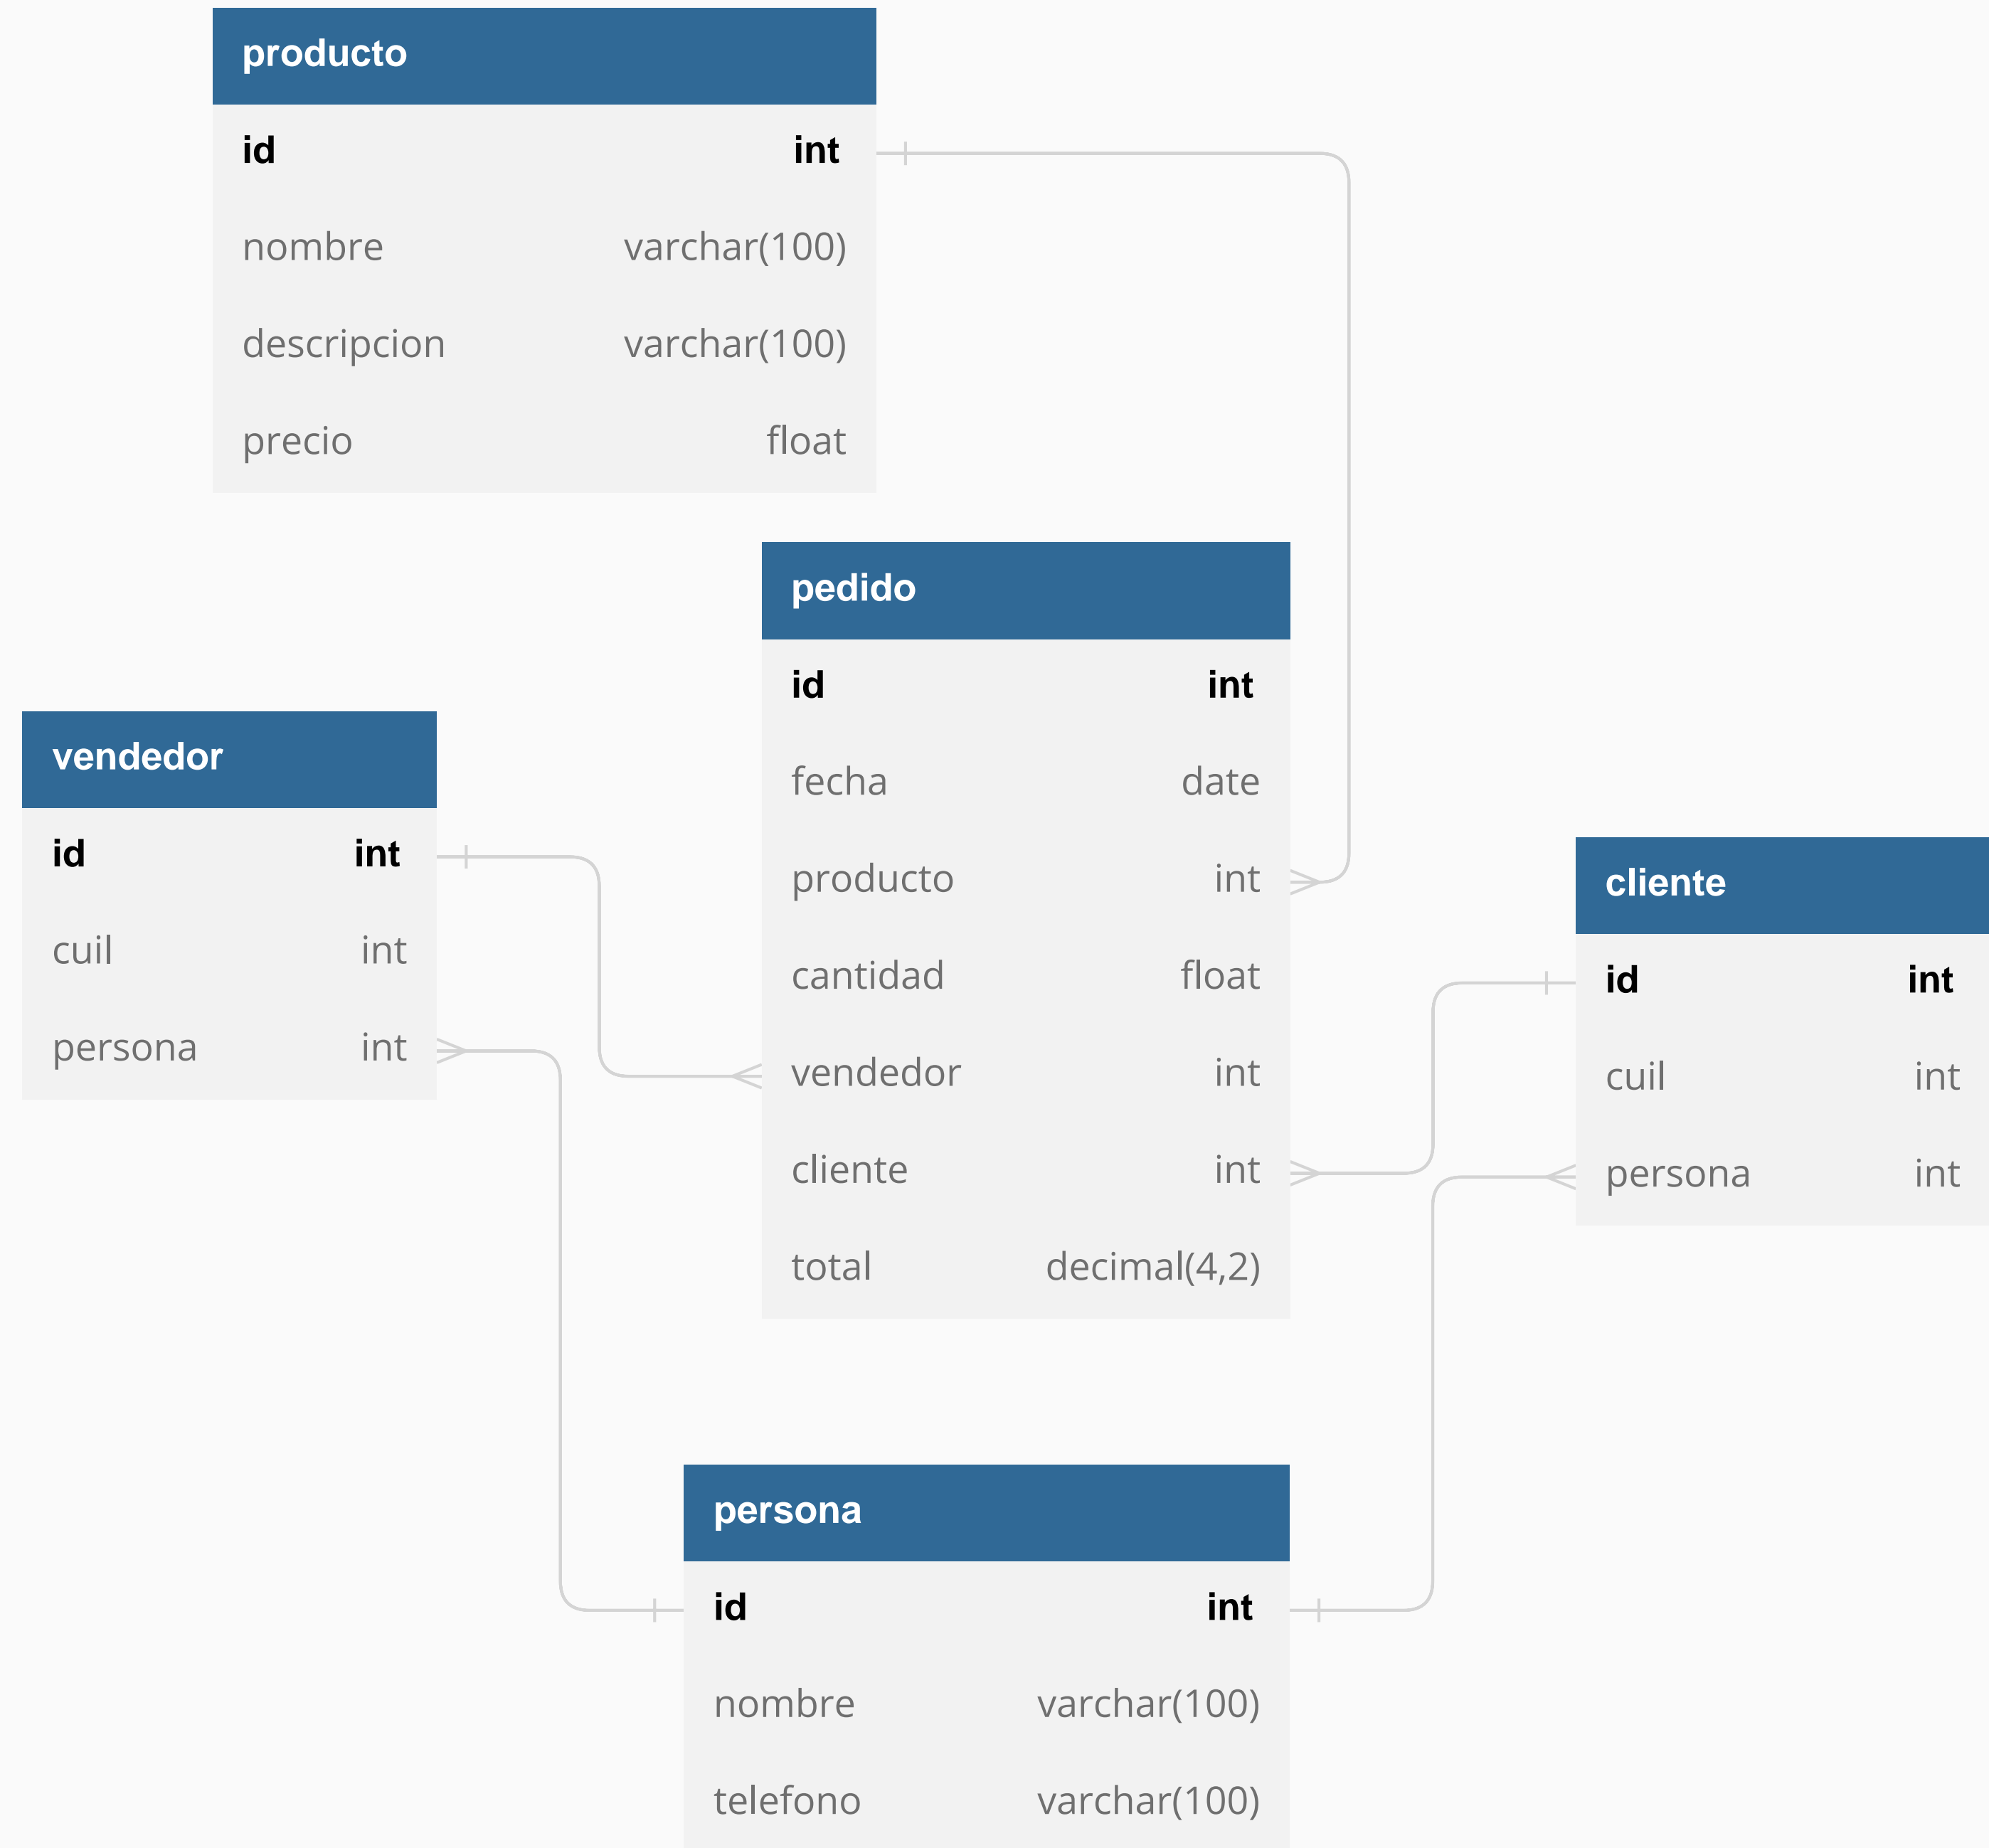 producto
id int
nombre varchar(100)
descripcion varchar(100)
precio float
pedido
id int
fecha date
producto int
cantidad float
vendedor int
cliente int
total decimal(4,2)
vendedor
id int
cuil int
persona int
cliente
id int
cuil int
persona int
persona
id int
nombre varchar(100)
telefono varchar(100)